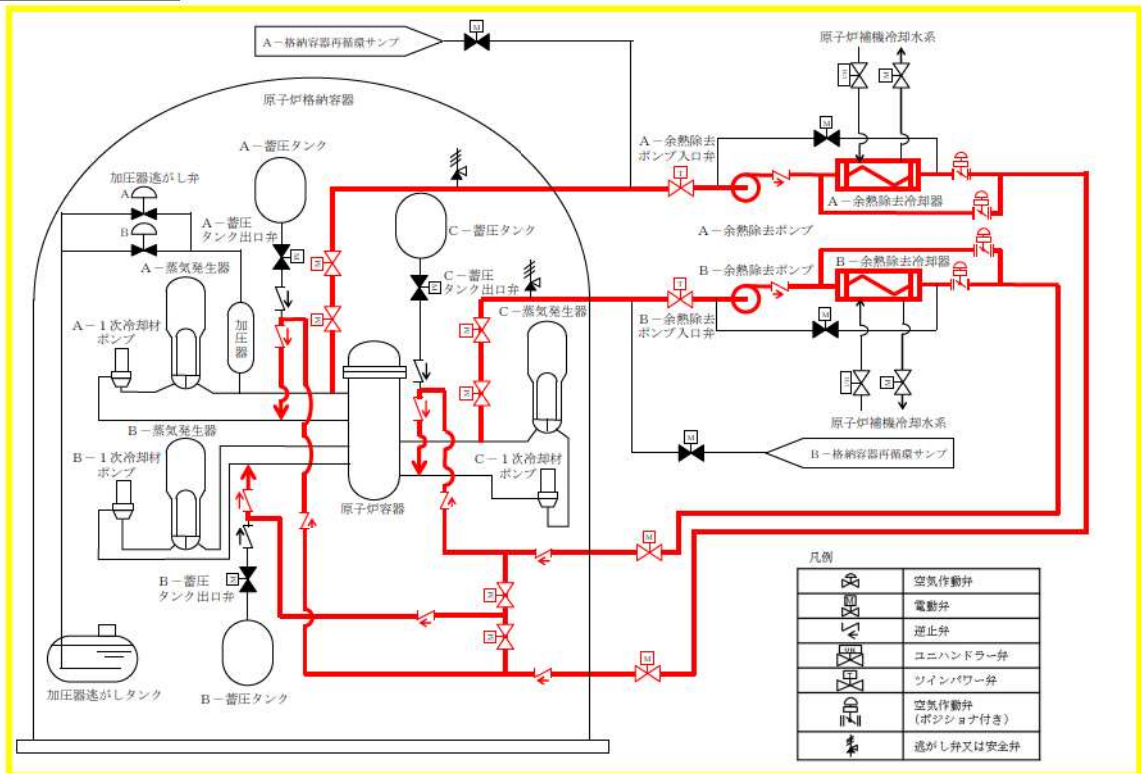 A－格納容器再循環サンプ
M
原子炉補機冷却水系
原子炉格納容器
A－余熱除去
ポンプ入口弁
A－蓄圧タンク
加圧器逃がし弁
A
B
A－余熱除去冷却器
A－蓄圧
タンク出口弁
C－蓄圧タンク
A－余熱除去ポンプ
A－蒸気発生器
B－余熱除去ポンプ
B－余熱除去冷却器
C－蓄圧
タンク出口弁
C－蒸気発生器
A－1次冷却材
ポンプ
加圧器
B－余熱除去
ポンプ入口弁
原子炉補機冷却水系
B－蒸気発生器
B－1次冷却材
ポンプ
C－1次冷却材
ポンプ
B－格納容器再循環サンプ
原子炉容器
B－蓄圧
タンク出口弁
加圧器逃がしタンク
B－蓄圧タンク
凡例
空気作動弁
M
電動弁
逆止弁
ユニハンドラー弁
T
ツインパワー弁
空気作動弁
(ポジショナ付き)
逃がし弁又は安全弁